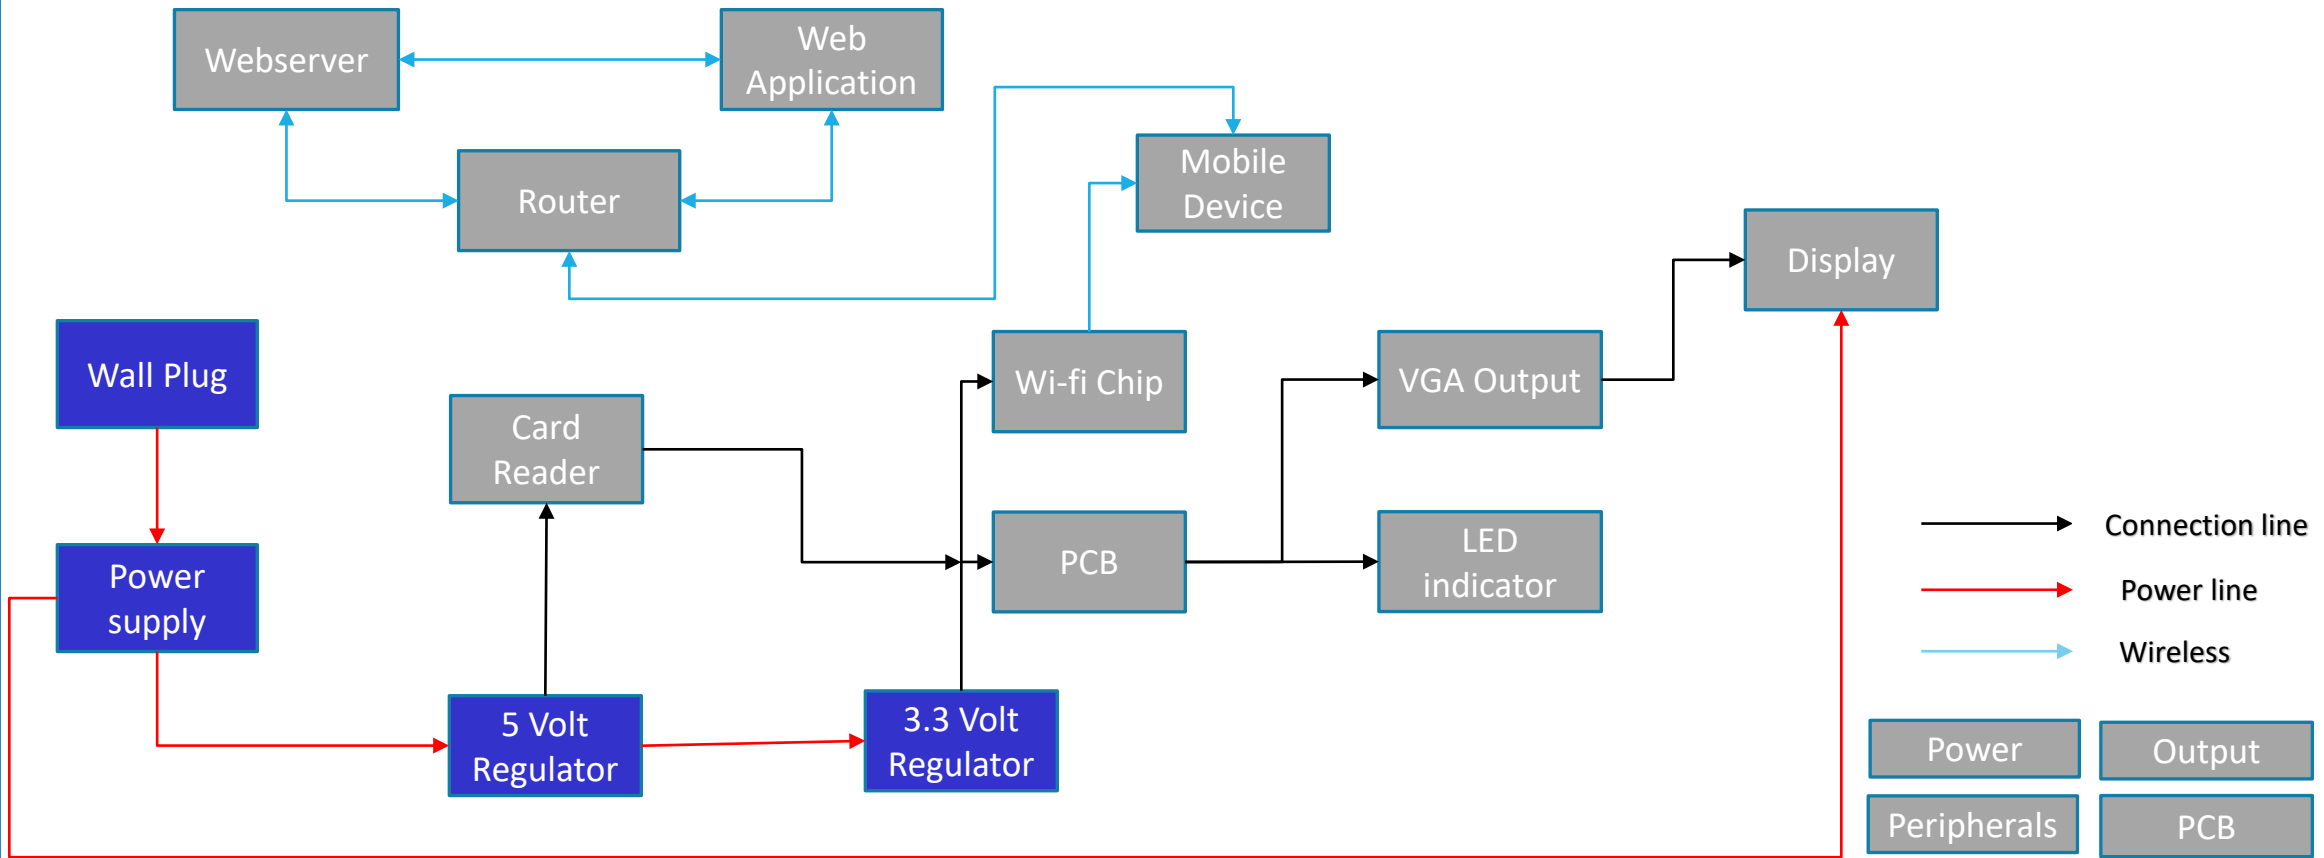 Webserver
Web
Application
Router
Mobile
Device
Display
Wall Plug
Wi-fi Chip
VGA Output
Card
Reader
Power
supply
PCB
LED
indicator
5 Volt
Regulator
3.3 Volt
Regulator
Connection line
Power line
Wireless
Power
Output
Peripherals
PCB